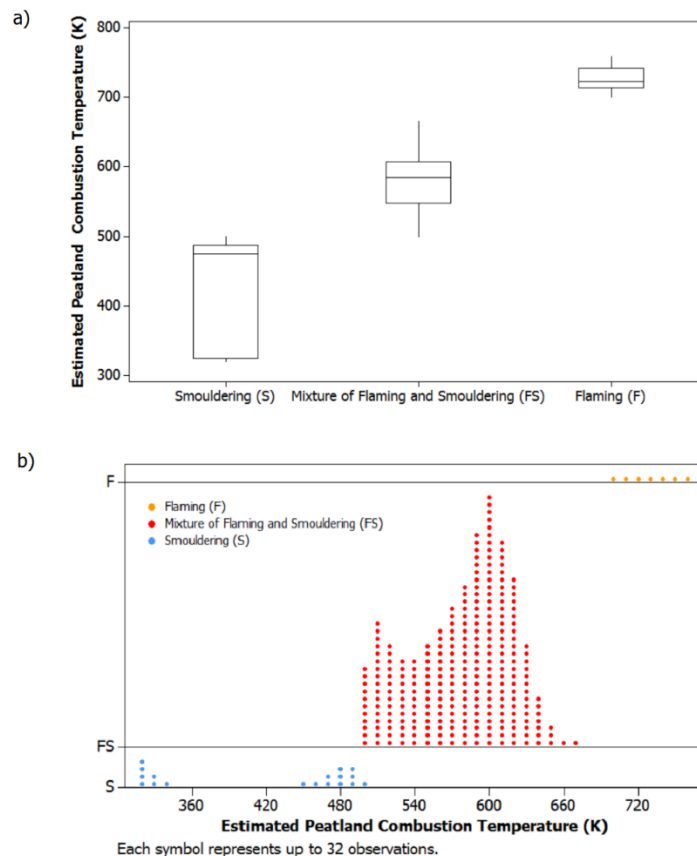 a)
Estimated Peatland Combustion Temperature (K)
800
700
600
500
400
300
Smouldering (S) Mixture of Flaming and Smouldering (FS) Flaming (F)
b)
F
Flaming (F)
Mixture of Flaming and Smouldering (FS)
Smouldering (S)
FS
S
360 420 480 540 600 660 720
Estimated Peatland Combustion Temperature (K)
Each symbol represents up to 32 observations.